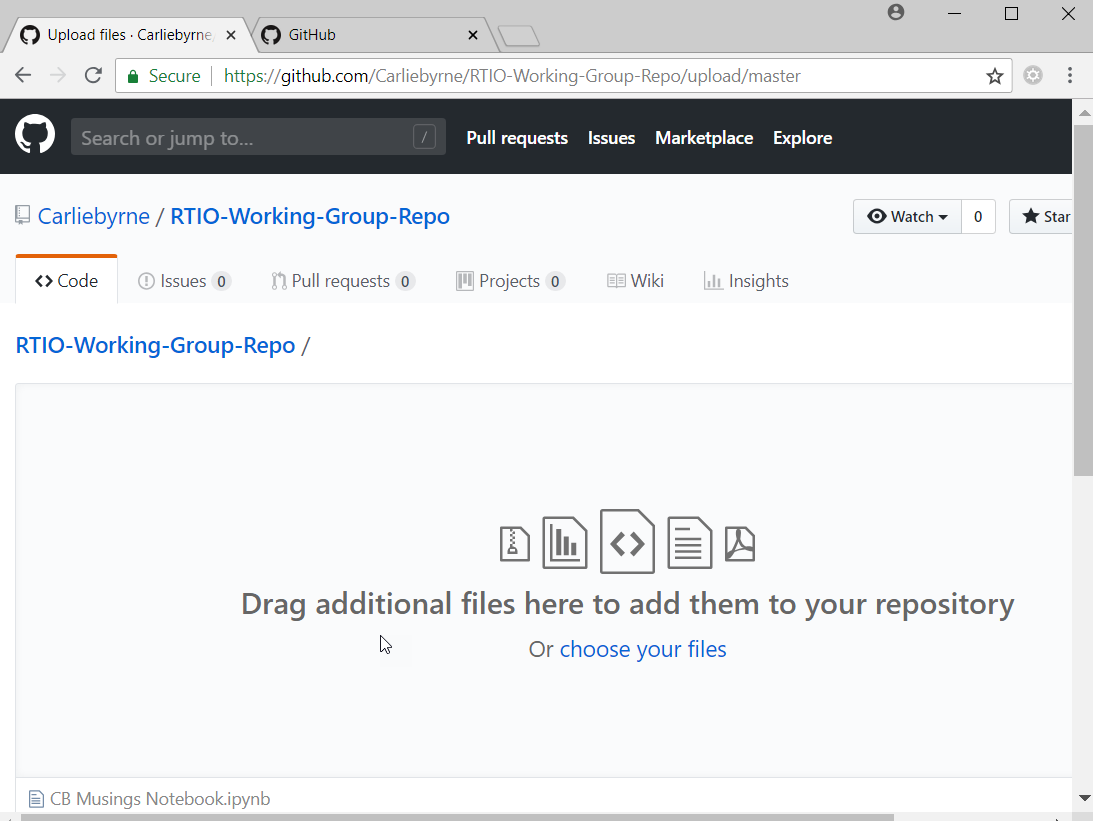 Upload files · Carliebyrne
GitHub
Secure
https://github.com/Carliebyrne/RTIO-Working-Group-Repo/upload/master
Search or jump to... /
Pull requests Issues Marketplace Explore
Carliebyrne / RTIO-Working-Group-Repo
Watch 0 Star
<> Code Issues 0 Pull requests 0 Projects 0 Wiki Insights
RTIO-Working-Group-Repo /
Drag additional files here to add them to your repository
Or choose your files
CB Musings Notebook.ipynb